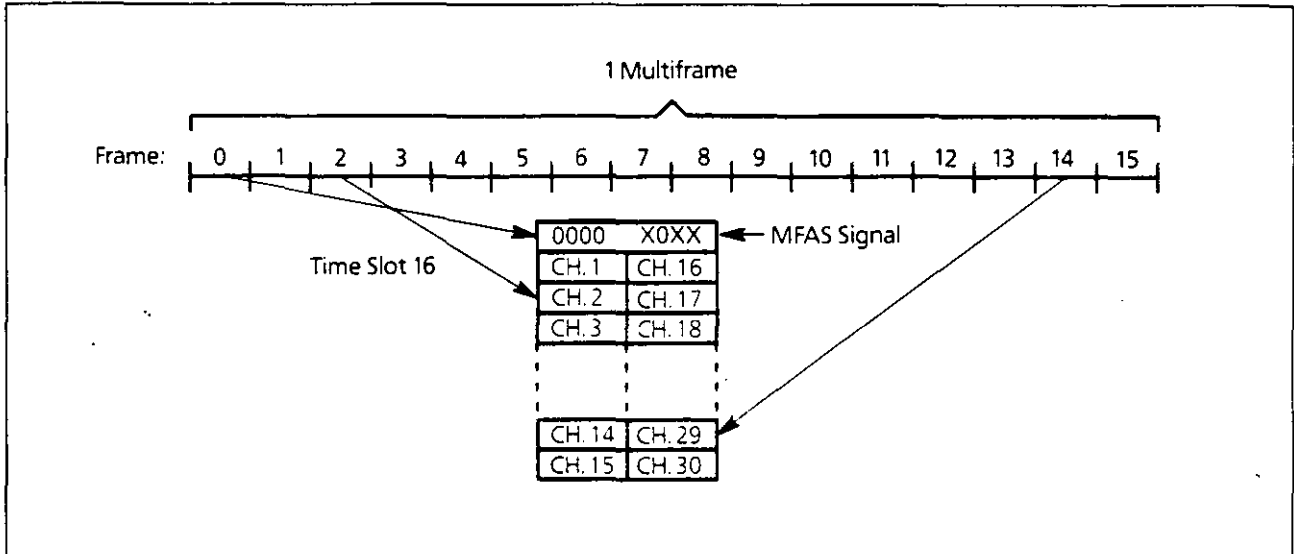 1 Multiframe
Frame: 0 1 2 3 4 5 6 7 8 9 10 11 12 13 14 15
0000 X0XX MFAS Signal
Time Slot 16
CH. 1 CH. 16
CH. 2 CH. 17
CH. 3 CH. 18
CH. 14 CH. 29
CH. 15 CH. 30